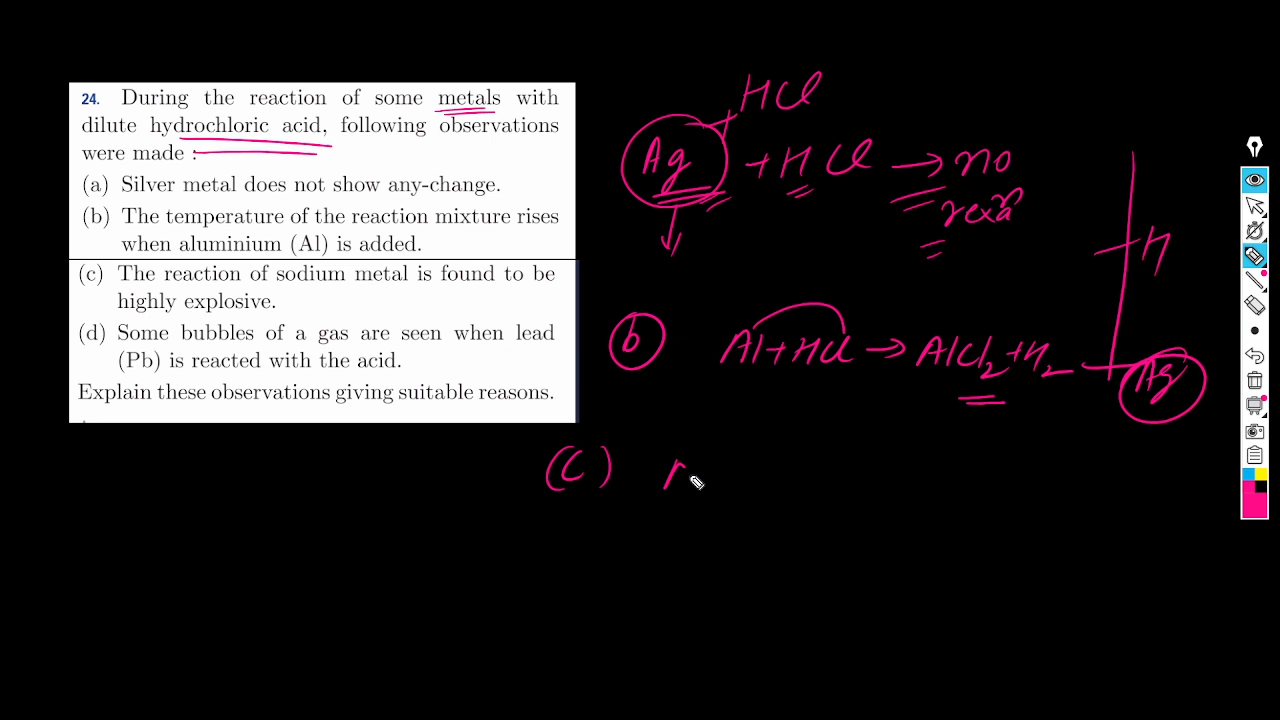 24. During the reaction of some metals with
dilute hydrochloric acid, following observations
were made :
(a) Silver metal does not show any-change.
(b) The temperature of the reaction mixture rises
when aluminium (Al) is added.
(c) The reaction of sodium metal is found to be
highly explosive.
(d) Some bubbles of a gas are seen when lead
(Pb) is reacted with the acid.
Explain these observations giving suitable reasons.
HCl
Ag + HCl → no
rexn
H
(b) Al + HCl → AlCl2 + H2
Ag
(C)